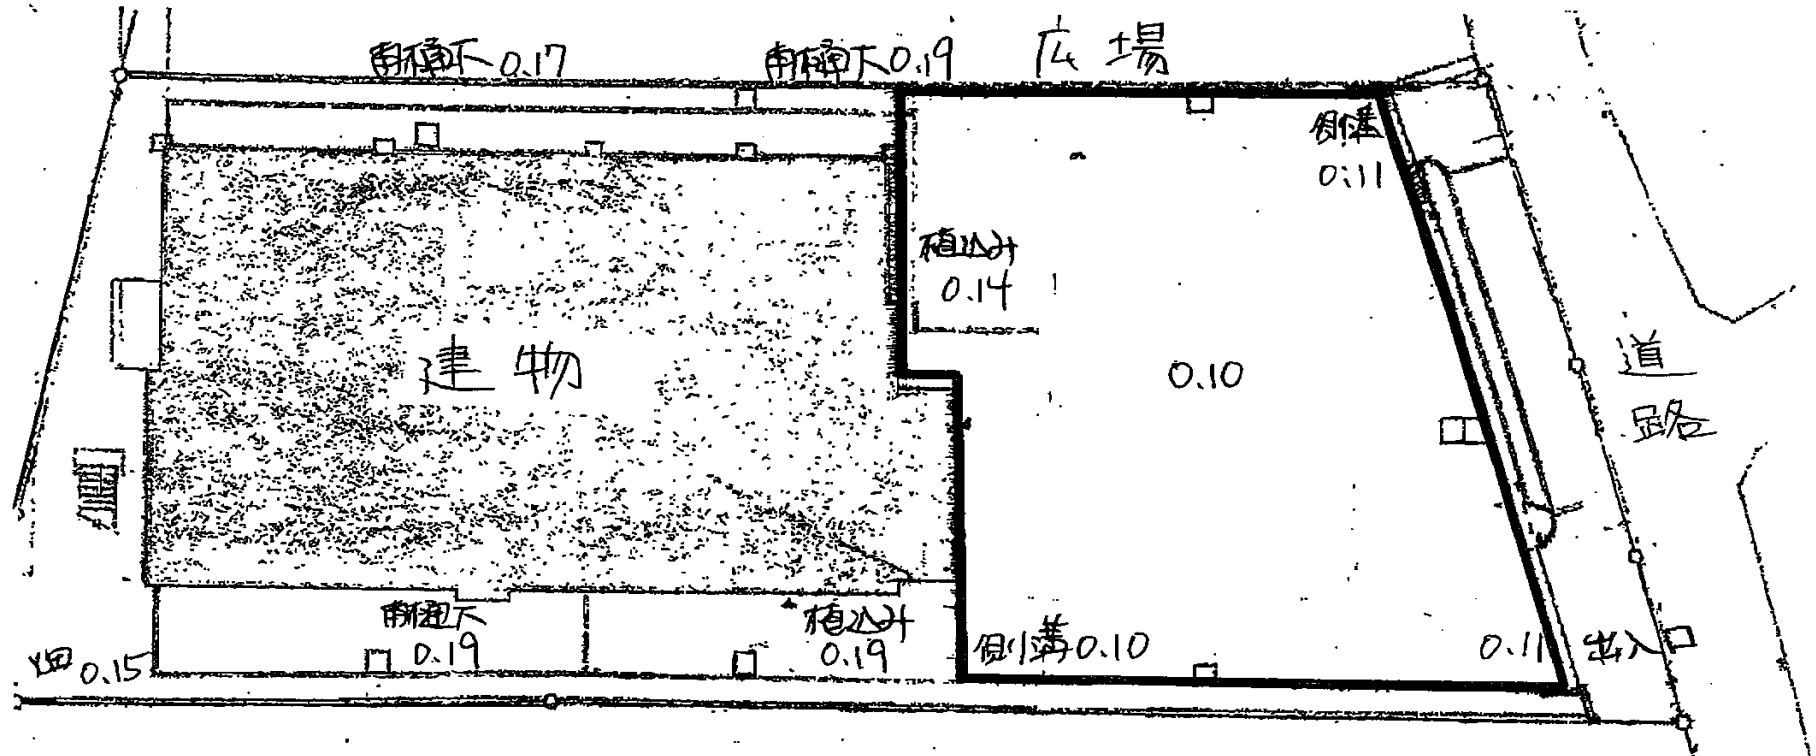 雨樋下 0.17
雨樋下 0.19
広場
側溝
0.11
植込み
0.14
建物
0.10
道
路
雨樋下
0.19
植込み
0.19
側溝 0.10
0.11 出入
畑 0.15